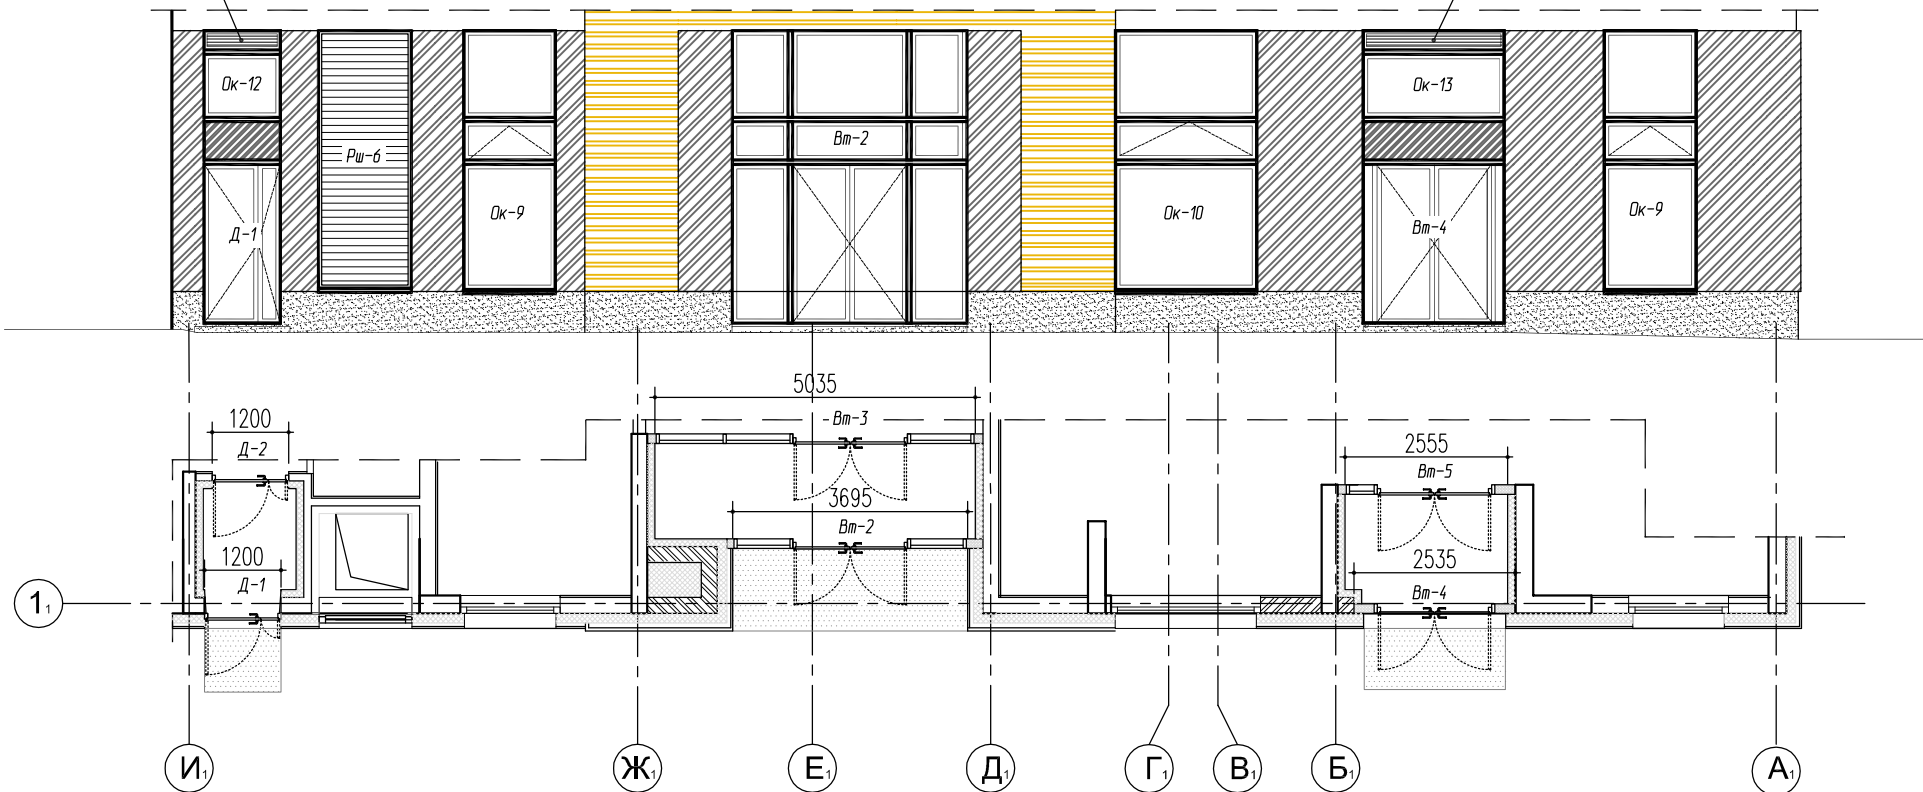 Ок-12
Ок-13
Вт-2
Рш-6
Ок-9
Ок-10
Ок-9
Д-1
Вт-4
5035
1200
Вт-3
Д-2
2555
Вт-5
3695
Вт-2
1200
2535
Д-1
Вт-4
1₁
И₁
Ж₁
Е₁
Д₁
Г₁
В₁
Б₁
А₁